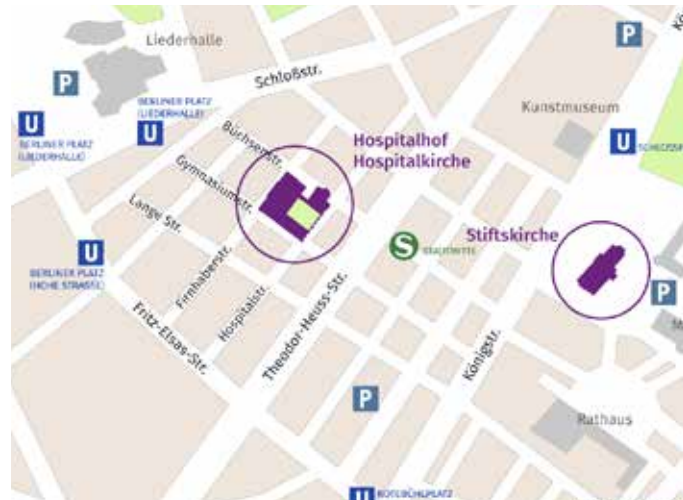 Liederhalle
P
P
Schloßstr.
BERLINER PLATZ
(LIEDERHALLE)
Kunstmuseum
U
U
U
BERLINER PLATZ
(LIEDERHALLE)
Büchsenstr.
Hospitalhof
Hospitalkirche
Gymnasiumstr.
Lange Str.
Stiftskirche
U
S
BERLINER PLATZ
(HOHE STRASSE)
Firnhaberstr.
Hospitalstr.
P
Fritz-Elsas-Str.
Theodor-Heuss-Str.
Königstr.
P
Rathaus
U
ROTEBÜHLPLATZ